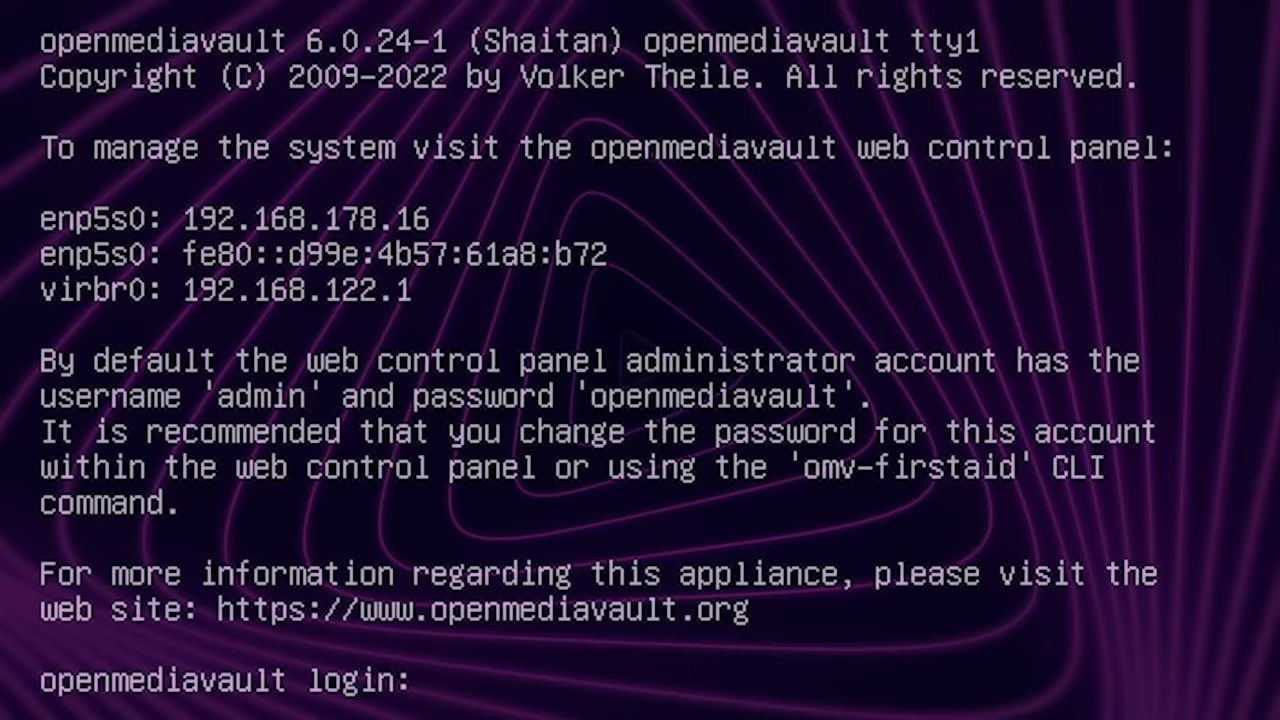 openmediavault 6.0.24-1 (Shaitan) openmediavault tty1
Copyright (C) 2009-2022 by Volker Theile. All rights reserved.
To manage the system visit the openmediavault web control panel:
enp5s0: 192.168.178.16
enp5s0: fe80::d99e:4b57:61a8:b72
virbr0: 192.168.122.1
By default the web control panel administrator account has the
username 'admin' and password 'openmediavault'.
It is recommended that you change the password for this account
within the web control panel or using the 'omv-firstaid' CLI
command.
For more information regarding this appliance, please visit the
web site: https://www.openmediavault.org
openmediavault login: